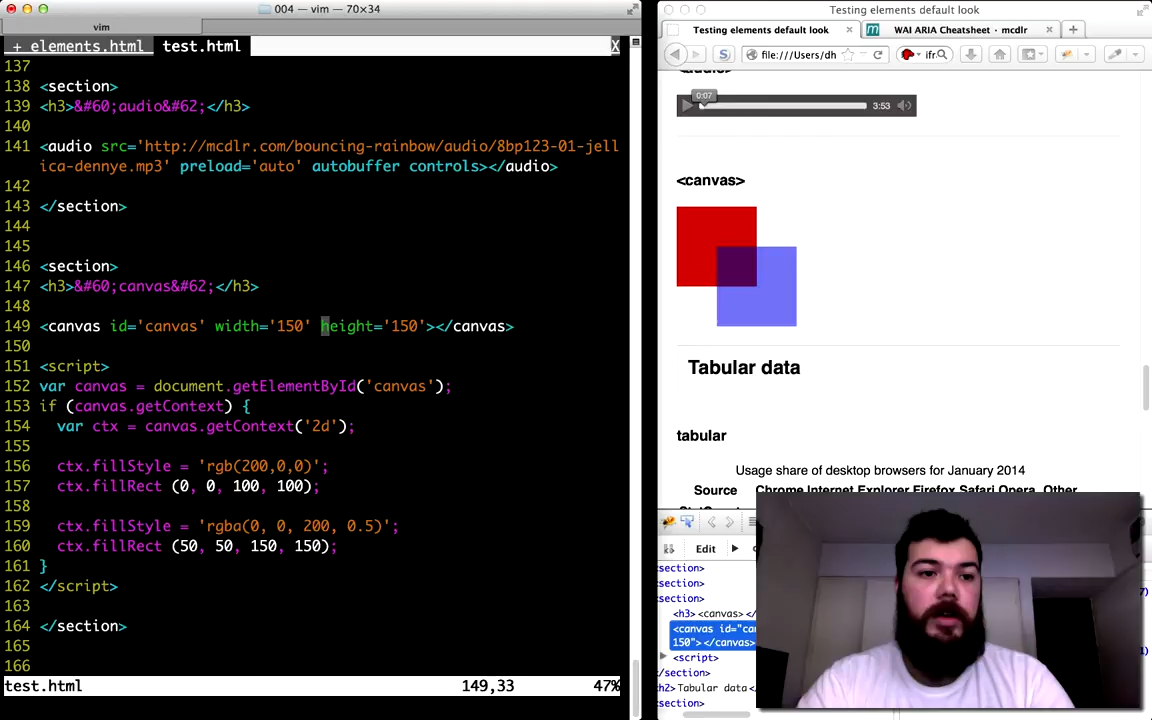 004 — vim — 70×34
vim
+ elements.html test.html X
137
138 <section>
139 <h3>&#60;audio&#62;</h3>
140
141 <audio src='http://mcdlr.com/bouncing-rainbow/audio/8bp123-01-jell
ica-dennye.mp3' preload='auto' autobuffer controls></audio>
142
143 </section>
144
145
146 <section>
147 <h3>&#60;canvas&#62;</h3>
148
149 <canvas id='canvas' width='150' height='150'></canvas>
150
151 <script>
152 var canvas = document.getElementById('canvas');
153 if (canvas.getContext) {
154 var ctx = canvas.getContext('2d');
155
156 ctx.fillStyle = 'rgb(200,0,0)';
157 ctx.fillRect (0, 0, 100, 100);
158
159 ctx.fillStyle = 'rgba(0, 0, 200, 0.5)';
160 ctx.fillRect (50, 50, 150, 150);
161 }
162 </script>
163
164 </section>
165
166
test.html 149,33 47%
Testing elements default look
Testing elements default look × WAI ARIA Cheatsheet — mcdlr × +
S file:///Users/dh ifr
<audio>
0:07
3:53
<canvas>
Tabular data
tabular
Usage share of desktop browsers for January 2014
Source Chrome Internet Explorer Firefox Safari Opera Other
Edit
<section>
<section>
<section>
<h3><canvas></
<canvas id="can
150"></canvas>
<script>
</section>
<h2>Tabular data</
<section>